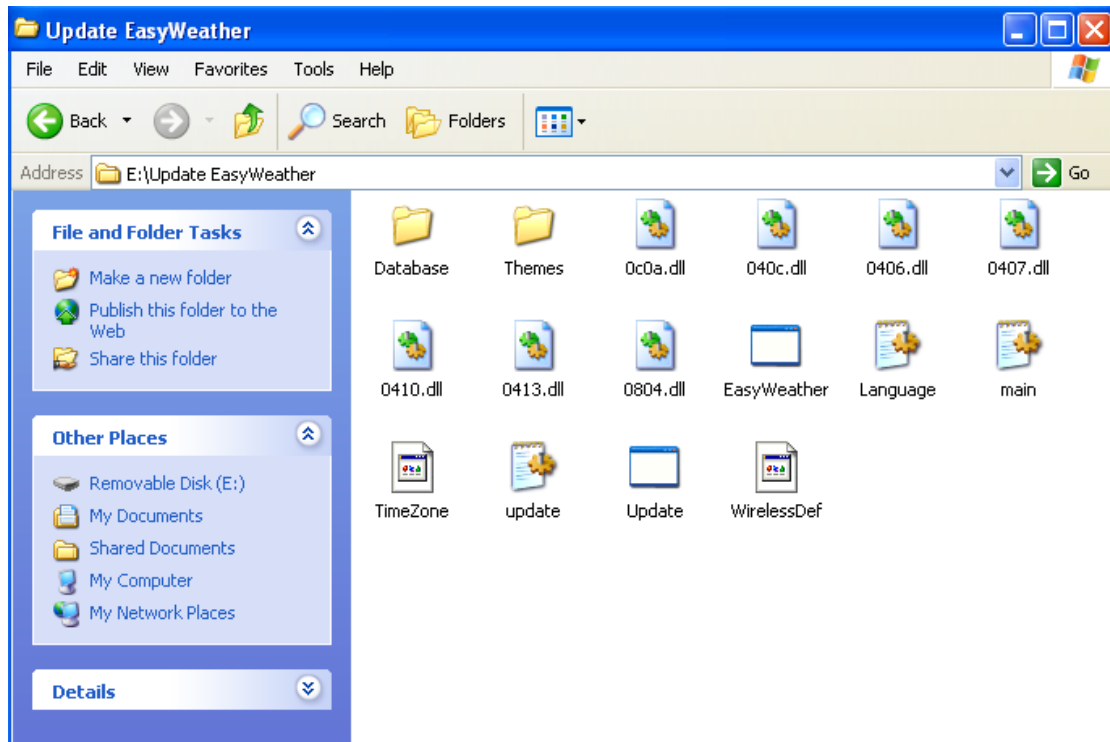 Update EasyWeather
File Edit View Favorites Tools Help
Back Search Folders
Address E:\Update EasyWeather Go
File and Folder Tasks
Make a new folder
Publish this folder to the
Web
Share this folder
Other Places
Removable Disk (E:)
My Documents
Shared Documents
My Computer
My Network Places
Details
Database Themes 0c0a.dll 040c.dll 0406.dll 0407.dll
0410.dll 0413.dll 0804.dll EasyWeather Language main
TimeZone update Update WirelessDef